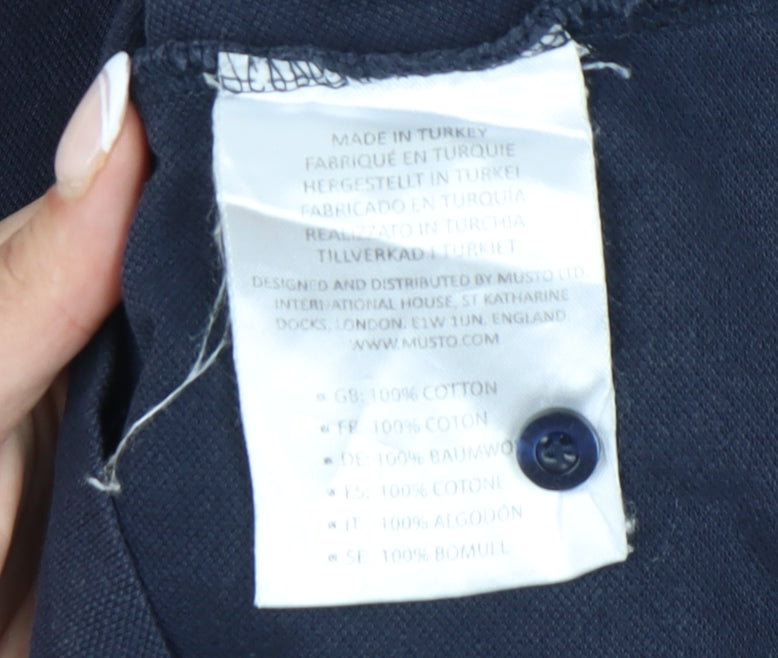 MADE IN TURKEY
FABRIQUÉ EN TURQUIE
HERGESTELLT IN TURKEI
FABRICADO EN TURQUÍA
REALIZZATO IN TURCHIA
TILLVERKAD I TURKIET
DESIGNED AND DISTRIBUTED BY MUSTO LTD
INTERNATIONAL HOUSE, ST KATHARINE
DOCKS, LONDON. E1W 1UN. ENGLAND
WWW.MUSTO.COM
GB: 100% COTTON
FR: 100% COTON
DE: 100%
ES: 100% COTONE
IT: 100% ALGODÓN
SE: 100% BOMULL